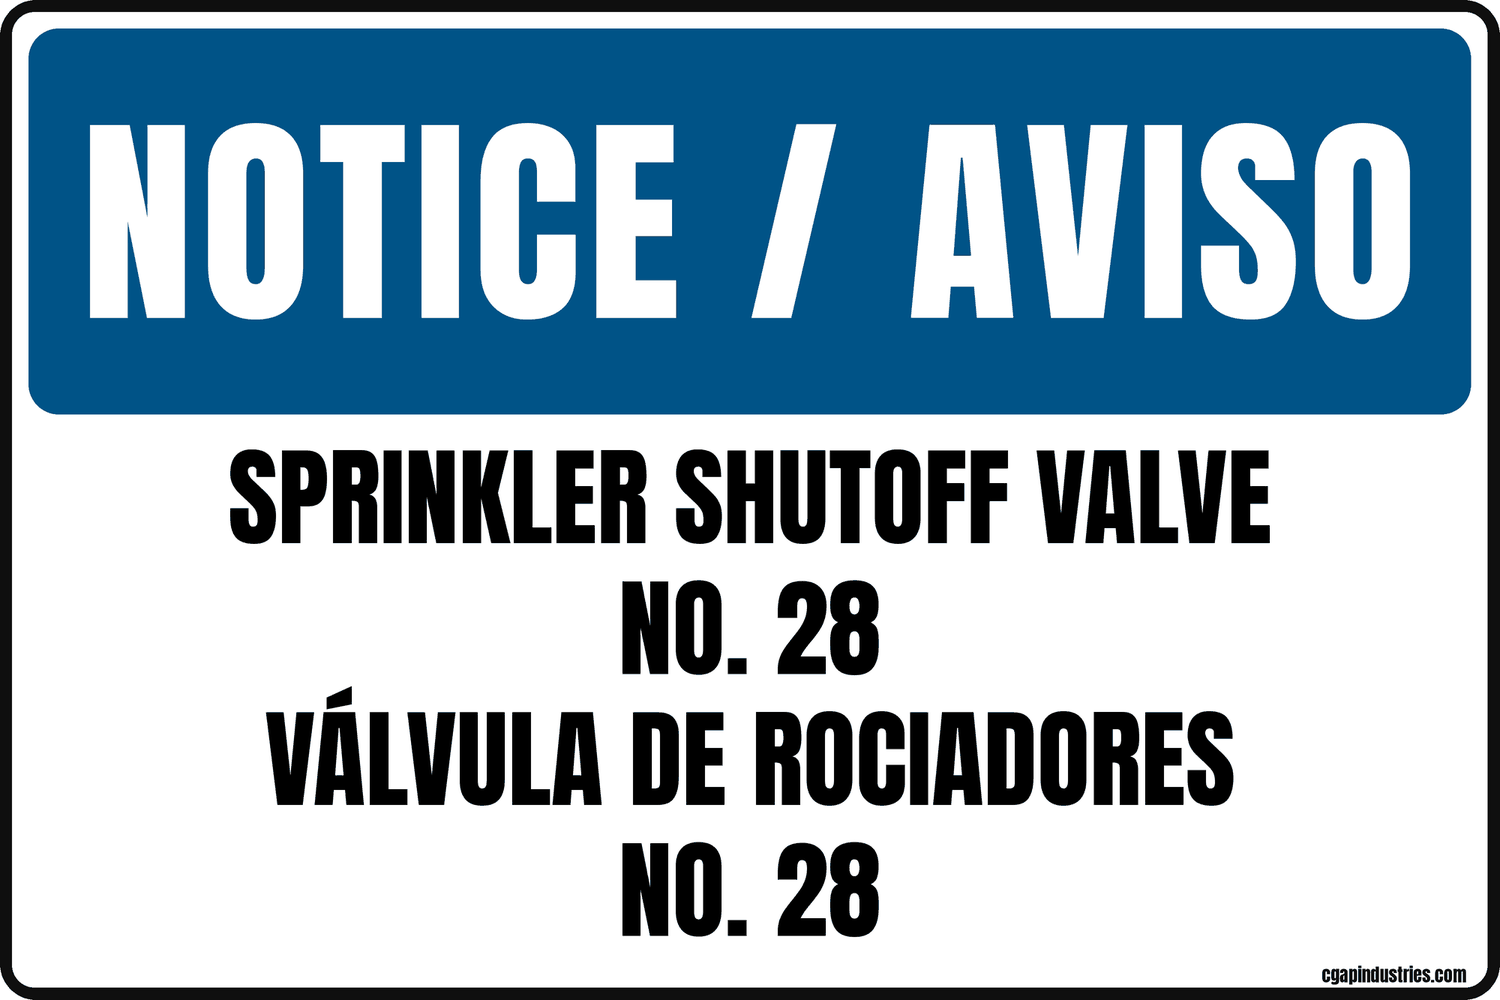 NOTICE / AVISO
SPRINKLER SHUTOFF VALVE
NO. 28
VÁLVULA DE ROCIADORES
NO. 28
cgapindustries.com